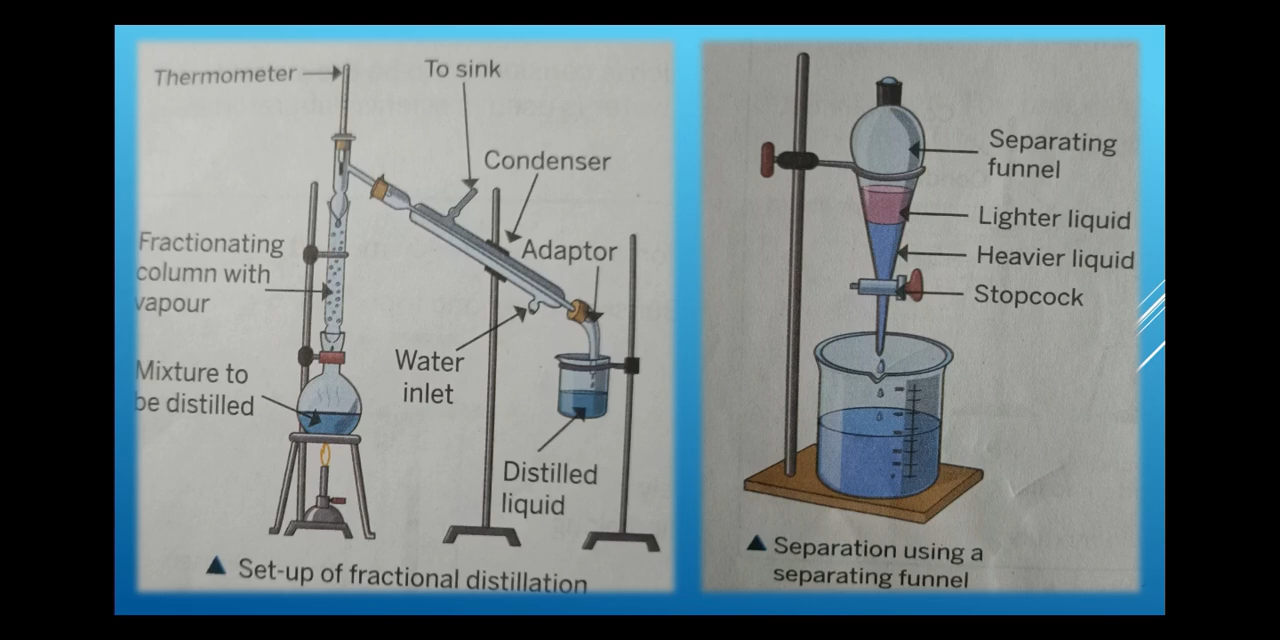 Thermometer
To sink
Condenser
Adaptor
Fractionating
column with
vapour
Mixture to
be distilled
Water
inlet
Distilled
liquid
▲ Set-up of fractional distillation
Separating
funnel
Lighter liquid
Heavier liquid
Stopcock
▲ Separation using a
separating funnel